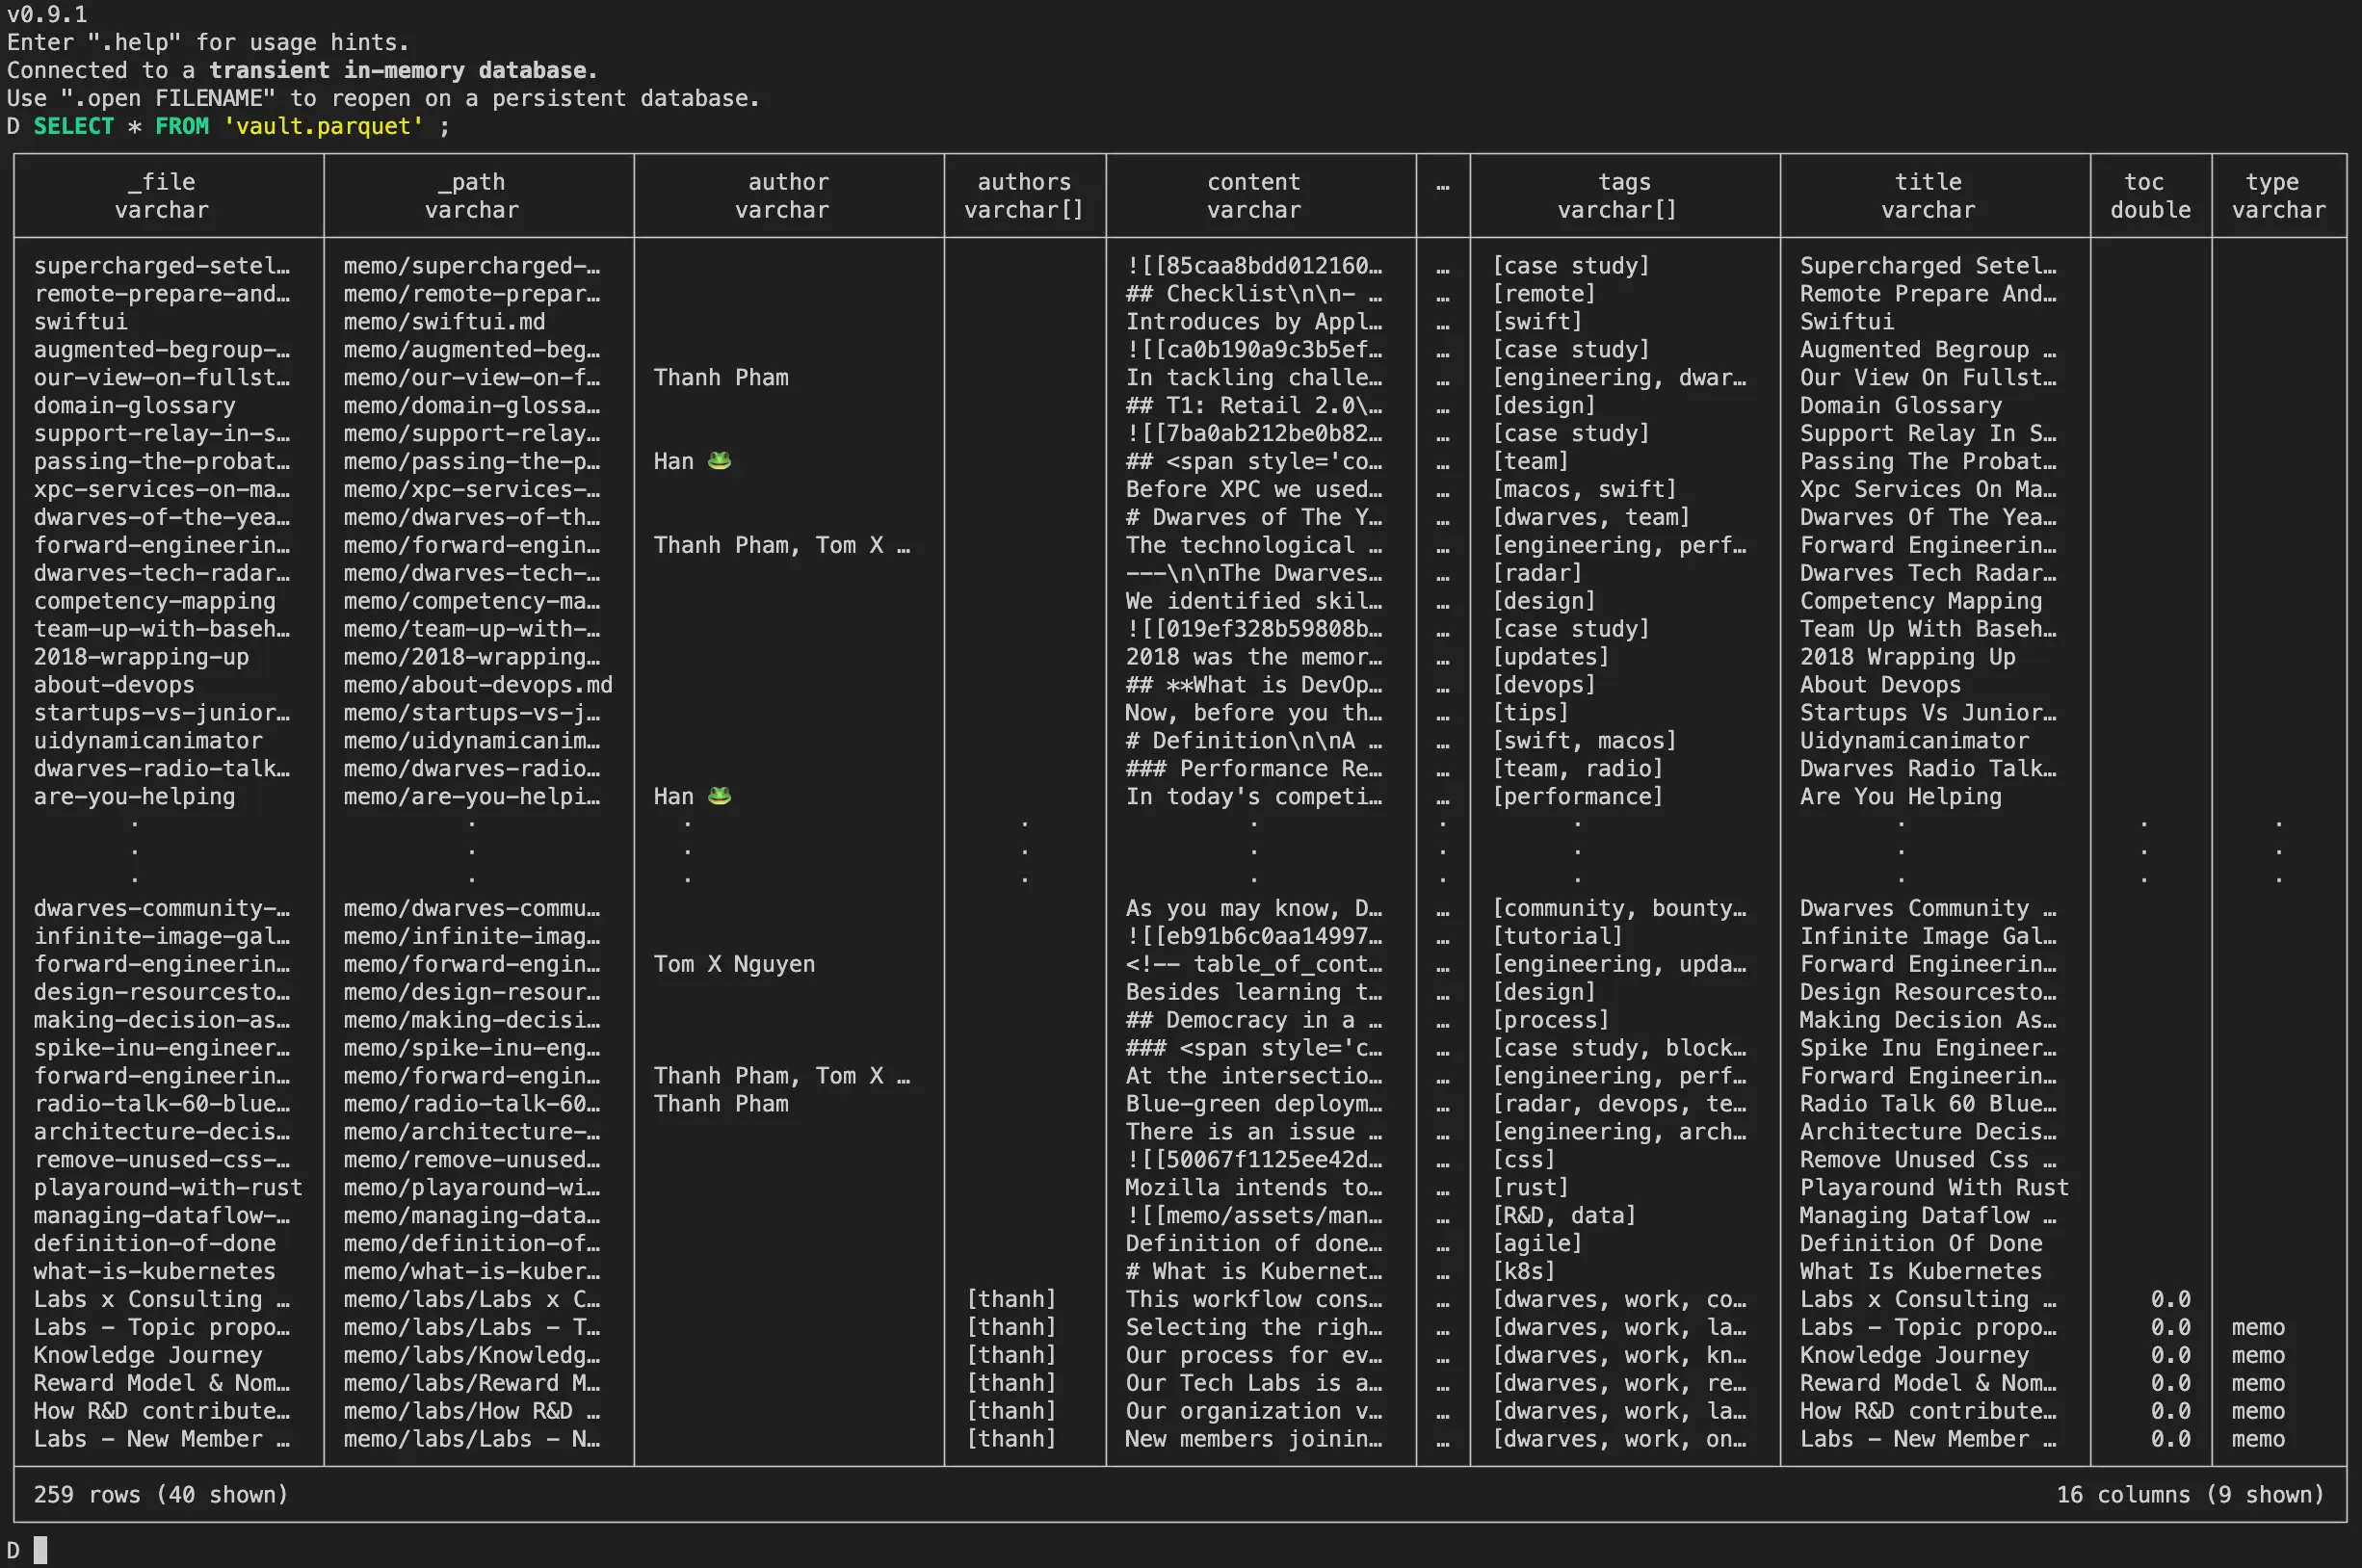 v0.9.1
Enter ".help" for usage hints.
Connected to a transient in-memory database.
Use ".open FILENAME" to reopen on a persistent database.
D SELECT * FROM 'vault.parquet' ;
_file _path author authors content … tags title toc type
varchar varchar varchar varchar[] varchar varchar[] varchar double varchar
supercharged-setel… memo/supercharged-… ![[85caa8bdd012160… … [case study] Supercharged Setel…
remote-prepare-and… memo/remote-prepar… ## Checklist\n\n- … … [remote] Remote Prepare And…
swiftui memo/swiftui.md Introduces by Appl… … [swift] Swiftui
augmented-begroup-… memo/augmented-beg… ![[ca0b190a9c3b5ef… … [case study] Augmented Begroup …
our-view-on-fullst… memo/our-view-on-f… Thanh Pham In tackling challe… … [engineering, dwar… Our View On Fullst…
domain-glossary memo/domain-glossa… ## T1: Retail 2.0\… … [design] Domain Glossary
support-relay-in-s… memo/support-relay… ![[7ba0ab212be0b82… … [case study] Support Relay In S…
passing-the-probat… memo/passing-the-p… Han 🐸 ## <span style='co… … [team] Passing The Probat…
xpc-services-on-ma… memo/xpc-services-… Before XPC we used… … [macos, swift] Xpc Services On Ma…
dwarves-of-the-yea… memo/dwarves-of-th… # Dwarves of The Y… … [dwarves, team] Dwarves Of The Yea…
forward-engineerin… memo/forward-engin… Thanh Pham, Tom X … The technological … … [engineering, perf… Forward Engineerin…
dwarves-tech-radar… memo/dwarves-tech-… ---\n\nThe Dwarves… … [radar] Dwarves Tech Radar…
competency-mapping memo/competency-ma… We identified skil… … [design] Competency Mapping
team-up-with-baseh… memo/team-up-with-… ![[019ef328b59808b… … [case study] Team Up With Baseh…
2018-wrapping-up memo/2018-wrapping… 2018 was the memor… … [updates] 2018 Wrapping Up
about-devops memo/about-devops.md ## **What is DevOp… … [devops] About Devops
startups-vs-junior… memo/startups-vs-j… Now, before you th… … [tips] Startups Vs Junior…
uidynamicanimator memo/uidynamicanim… # Definition\n\nA … … [swift, macos] Uidynamicanimator
dwarves-radio-talk… memo/dwarves-radio… ### Performance Re… … [team, radio] Dwarves Radio Talk…
are-you-helping memo/are-you-helpi… Han 🐸 In today's competi… … [performance] Are You Helping
· · · · · · · · · ·
· · · · · · · · · ·
· · · · · · · · · ·
dwarves-community-… memo/dwarves-commu… As you may know, D… … [community, bounty… Dwarves Community …
infinite-image-gal… memo/infinite-imag… ![[eb91b6c0aa14997… … [tutorial] Infinite Image Gal…
forward-engineerin… memo/forward-engin… Tom X Nguyen <!-- table_of_cont… … [engineering, upda… Forward Engineerin…
design-resourcesto… memo/design-resour… Besides learning t… … [design] Design Resourcesto…
making-decision-as… memo/making-decisi… ## Democracy in a … … [process] Making Decision As…
spike-inu-engineer… memo/spike-inu-eng… ### <span style='c… … [case study, block… Spike Inu Engineer…
forward-engineerin… memo/forward-engin… Thanh Pham, Tom X … At the intersectio… … [engineering, perf… Forward Engineerin…
radio-talk-60-blue… memo/radio-talk-60… Thanh Pham Blue-green deploym… … [radar, devops, te… Radio Talk 60 Blue…
architecture-decis… memo/architecture-… There is an issue … … [engineering, arch… Architecture Decis…
remove-unused-css-… memo/remove-unused… ![[50067f1125ee42d… … [css] Remove Unused Css …
playaround-with-rust memo/playaround-wi… Mozilla intends to… … [rust] Playaround With Rust
managing-dataflow-… memo/managing-data… ![[memo/assets/man… … [R&D, data] Managing Dataflow …
definition-of-done memo/definition-of… Definition of done… … [agile] Definition Of Done
what-is-kubernetes memo/what-is-kuber… # What is Kubernet… … [k8s] What Is Kubernetes
Labs x Consulting … memo/labs/Labs x C… [thanh] This workflow cons… … [dwarves, work, co… Labs x Consulting … 0.0
Labs - Topic propo… memo/labs/Labs - T… [thanh] Selecting the righ… … [dwarves, work, la… Labs - Topic propo… 0.0 memo
Knowledge Journey memo/labs/Knowledg… [thanh] Our process for ev… … [dwarves, work, kn… Knowledge Journey 0.0 memo
Reward Model & Nom… memo/labs/Reward M… [thanh] Our Tech Labs is a… … [dwarves, work, re… Reward Model & Nom… 0.0 memo
How R&D contribute… memo/labs/How R&D … [thanh] Our organization v… … [dwarves, work, la… How R&D contribute… 0.0 memo
Labs - New Member … memo/labs/Labs - N… [thanh] New members joinin… … [dwarves, work, on… Labs - New Member … 0.0 memo
259 rows (40 shown) 16 columns (9 shown)
D